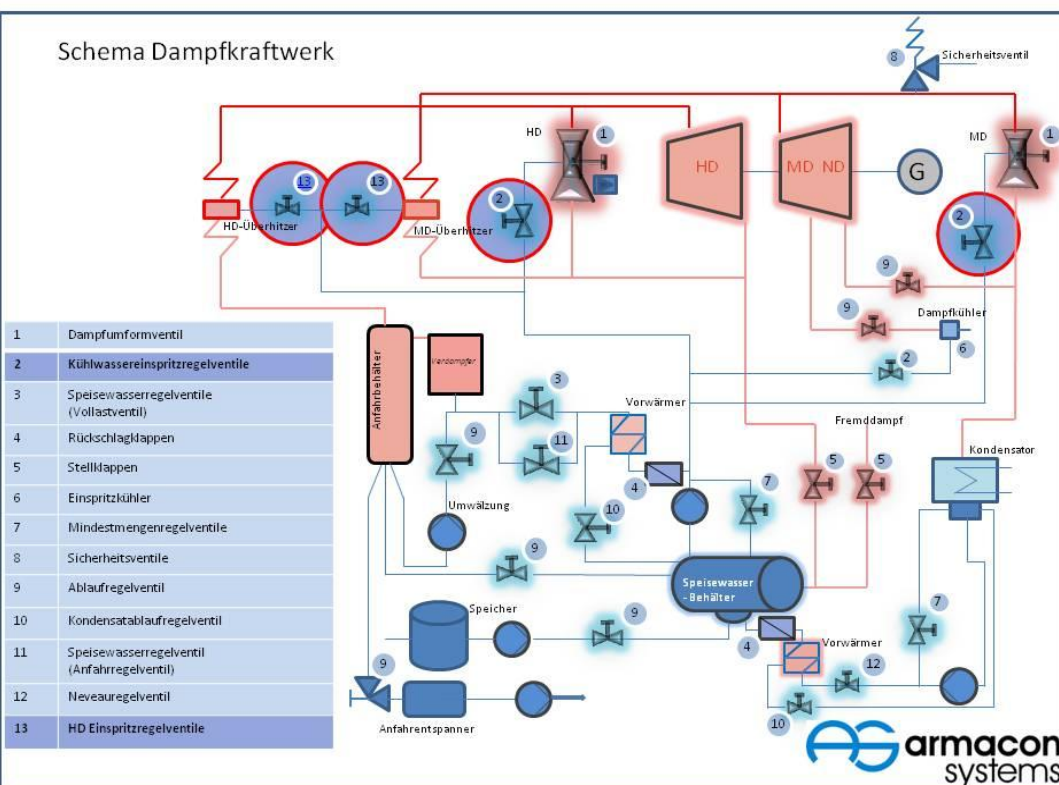 Schema Dampfkraftwerk
8
Sicherheitsventil
HD
1
MD
1
13
13
2
HD
MD ND
G
2
HD-Überhitzer
MD-Überhitzer
9
9
Dampfkühler
2
6
1 Dampfumformventil
2 Kühlwassereinspritzregelventile
3 Speisewasserregelventile
(Vollastventil)
4 Rückschlagklappen
5 Stellklappen
6 Einspritzkühler
7 Mindestmengenregelventile
8 Sicherheitsventile
9 Ablaufregelventil
10 Kondensatablaufregelventil
11 Speisewasserregelventil
(Anfahrregelventil)
12 Neveauregelventil
13 HD Einspritzregelventile
Anfahrbehälter
Verdampfer
3
Vorwärmer
Fremddampf
Kondensator
9
11
4
5
5
7
10
Umwälzung
9
Speisewasser
- Behälter
Speicher
9
7
4
Vorwärmer
12
9
10
Anfahrentspanner
armacon
systems